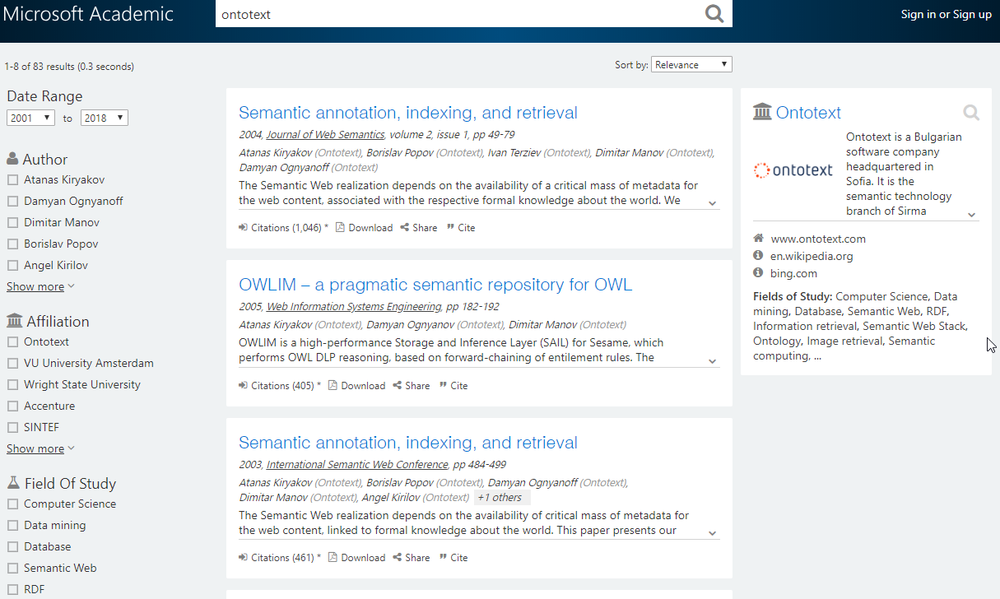 Microsoft Academic
ontotext
Sign in or Sign up
1-8 of 83 results (0.3 seconds)
Sort by: Relevance
Date Range
2001 to 2018
Author
Atanas Kiryakov
Damyan Ognyanoff
Dimitar Manov
Borislav Popov
Angel Kirilov
Show more
Affiliation
Ontotext
VU University Amsterdam
Wright State University
Accenture
SINTEF
Show more
Field Of Study
Computer Science
Data mining
Database
Semantic Web
RDF
Semantic annotation, indexing, and retrieval
2004, Journal of Web Semantics, volume 2, issue 1, pp 49-79
Atanas Kiryakov (Ontotext), Borislav Popov (Ontotext), Ivan Terziev (Ontotext), Dimitar Manov (Ontotext),
Damyan Ognyanoff (Ontotext)
The Semantic Web realization depends on the availability of a critical mass of metadata for
the web content, associated with the respective formal knowledge about the world. We
Citations (1,046) * Download Share Cite
OWLIM – a pragmatic semantic repository for OWL
2005, Web Information Systems Engineering, pp 182-192
Atanas Kiryakov (Ontotext), Damyan Ognyanov (Ontotext), Dimitar Manov (Ontotext)
OWLIM is a high-performance Storage and Inference Layer (SAIL) for Sesame, which
performs OWL DLP reasoning, based on forward-chaining of entilement rules. The
Citations (405) * Download Share Cite
Semantic annotation, indexing, and retrieval
2003, International Semantic Web Conference, pp 484-499
Atanas Kiryakov (Ontotext), Borislav Popov (Ontotext), Damyan Ognyanoff (Ontotext),
Dimitar Manov (Ontotext), Angel Kirilov (Ontotext) +1 others
The Semantic Web realization depends on the availability of critical mass of metadata for
the web content, linked to formal knowledge about the world. This paper presents our
Citations (461) * Download Share Cite
Ontotext
ontotext
Ontotext is a Bulgarian
software company
headquartered in
Sofia. It is the
semantic technology
branch of Sirma
www.ontotext.com
en.wikipedia.org
bing.com
Fields of Study: Computer Science, Data
mining, Database, Semantic Web, RDF,
Information retrieval, Semantic Web Stack,
Ontology, Image retrieval, Semantic
computing, ...